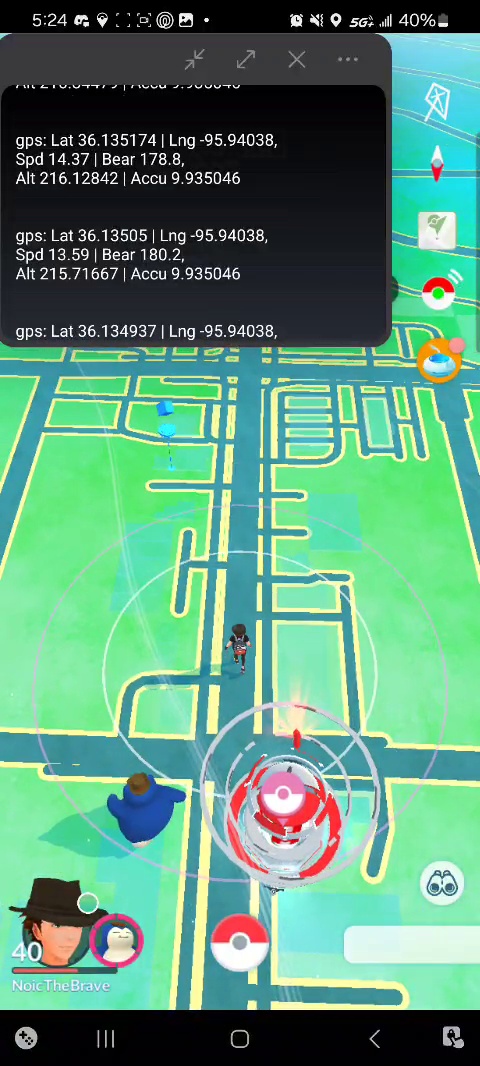 5:24
5G+
40%
gps: Lat 36.135174 | Lng -95.94038,
Spd 14.37 | Bear 178.8,
Alt 216.12842 | Accu 9.935046
gps: Lat 36.13505 | Lng -95.94038,
Spd 13.59 | Bear 180.2,
Alt 215.71667 | Accu 9.935046
gps: Lat 36.134937 | Lng -95.94038,
40
NoicTheBrave